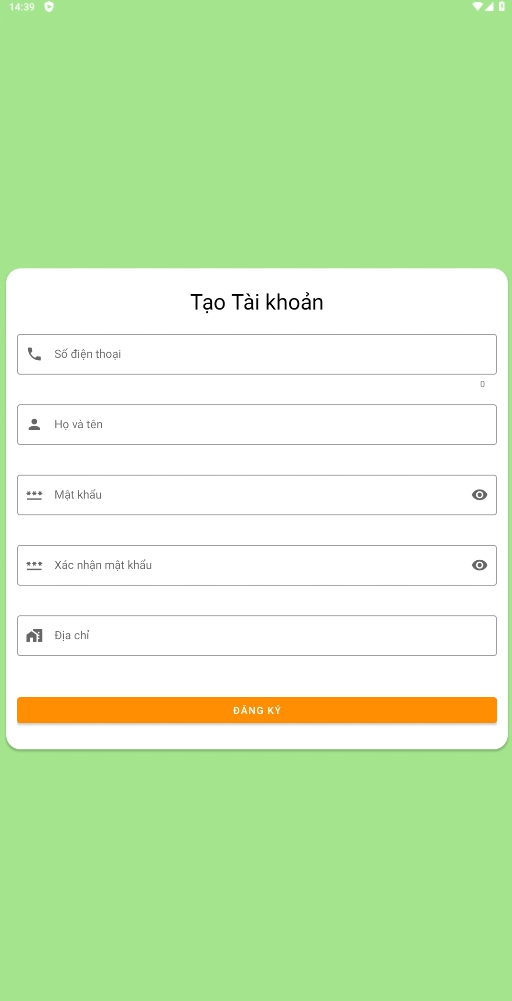 14:39
Tạo Tài khoản
Số điện thoại
0
Họ và tên
Mật khẩu
Xác nhận mật khẩu
Địa chỉ
ĐĂNG KÝ